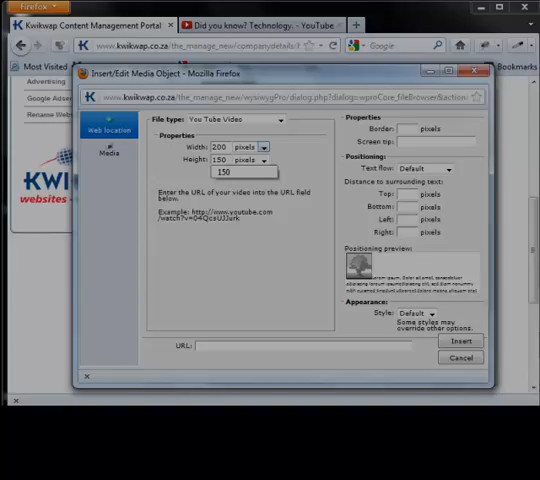 Firefox
Kwikwap Content Management Portal
Did you know? Technology. - YouTube
www.kwikwap.co.za/the_manage_new/companydetails/
Google
Most Visited
Bookmarks
Advertising
Google Adser
Rename Webs
KWI
websites -
Insert/Edit Media Object - Mozilla Firefox
www.kwikwap.co.za/the_manage_new/wysiwygPro/dialog.php?dialog=wproCore_fileBrowser&action=
Web location
Media
File type: You Tube Video
Properties
Width: 200 pixels
Height: 150 pixels
150
Enter the URL of your video into the URL field
below.
Example: http://www.youtube.com
/watch?v=04QcsUJJurk
Properties
Border: pixels
Screen tip:
Positioning:
Text flow: Default
Distance to surrounding text:
Top: pixels
Bottom: pixels
Left: pixels
Right: pixels
Positioning preview:
Appearance:
Style: Default
Some styles may
override other options.
URL:
Insert
Cancel